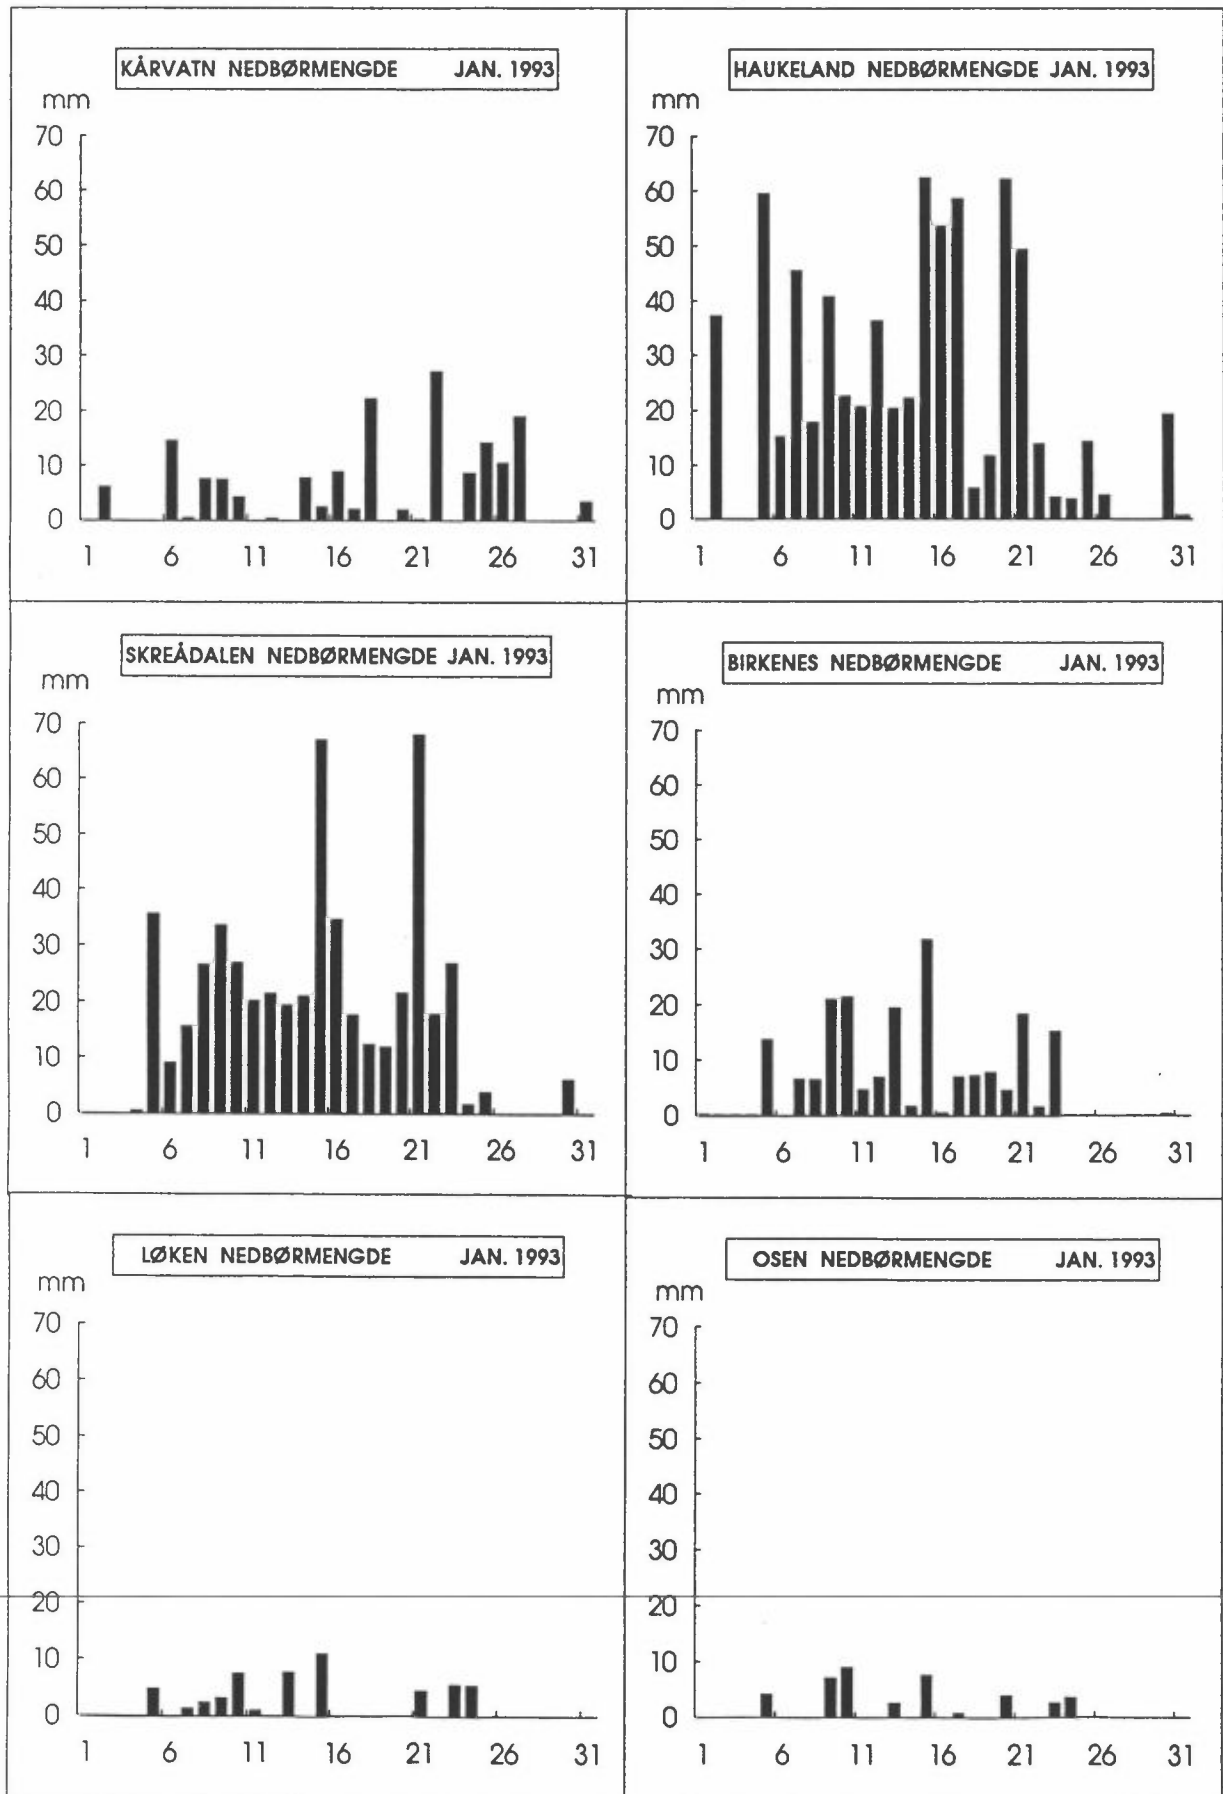 KÅRVATN NEDBØRMENGDE JAN. 1993
mm
70
60
50
40
30
20
10
0
1 6 11 16 21 26 31
HAUKELAND NEDBØRMENGDE JAN. 1993
mm
70
60
50
40
30
20
10
0
1 6 11 16 21 26 31
SKREÅDALEN NEDBØRMENGDE JAN. 1993
mm
70
60
50
40
30
20
10
0
1 6 11 16 21 26 31
BIRKENES NEDBØRMENGDE JAN. 1993
mm
70
60
50
40
30
20
10
0
1 6 11 16 21 26 31
LØKEN NEDBØRMENGDE JAN. 1993
mm
70
60
50
40
30
20
10
0
1 6 11 16 21 26 31
OSEN NEDBØRMENGDE JAN. 1993
mm
70
60
50
40
30
20
10
0
1 6 11 16 21 26 31